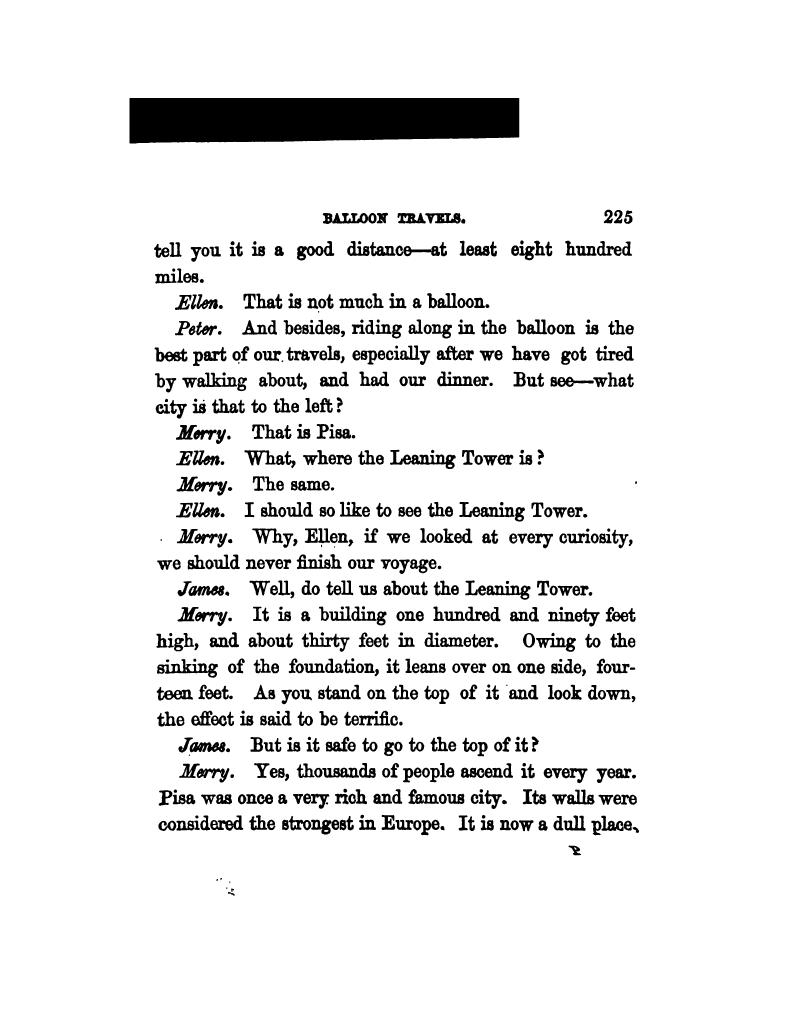 BALLOON TRAVELS. 225
tell you it is a good distance—at least eight hundred
miles.
Ellen. That is not much in a balloon.
Peter. And besides, riding along in the balloon is the
best part of our travels, especially after we have got tired
by walking about, and had our dinner. But see—what
city is that to the left?
Merry. That is Pisa.
Ellen. What, where the Leaning Tower is?
Merry. The same.
Ellen. I should so like to see the Leaning Tower.
Merry. Why, Ellen, if we looked at every curiosity,
we should never finish our voyage.
James. Well, do tell us about the Leaning Tower.
Merry. It is a building one hundred and ninety feet
high, and about thirty feet in diameter. Owing to the
sinking of the foundation, it leans over on one side, four-
teen feet. As you stand on the top of it and look down,
the effect is said to be terrific.
James. But is it safe to go to the top of it?
Merry. Yes, thousands of people ascend it every year.
Pisa was once a very rich and famous city. Its walls were
considered the strongest in Europe. It is now a dull place,